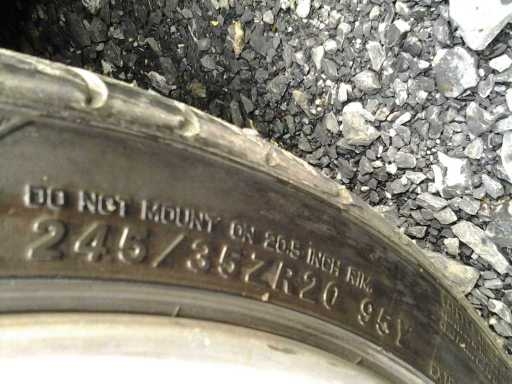 DO NOT MOUNT ON 20.5 INCH RIM.
245/35ZR20 95Y